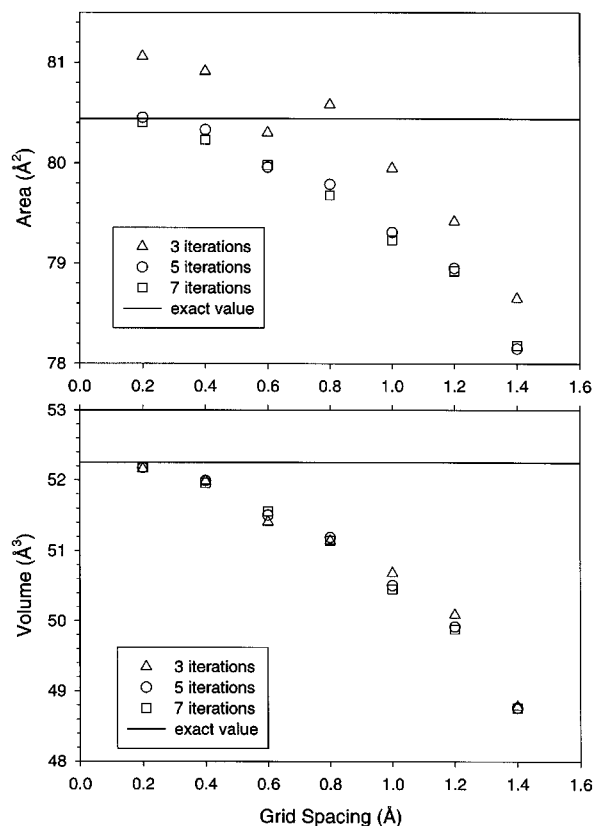 81
80
79
78
Area (Å²)
3 iterations
5 iterations
7 iterations
exact value
0.0 0.2 0.4 0.6 0.8 1.0 1.2 1.4 1.6
53
52
51
50
49
48
Volume (Å³)
3 iterations
5 iterations
7 iterations
exact value
0.0 0.2 0.4 0.6 0.8 1.0 1.2 1.4 1.6
Grid Spacing (Å)